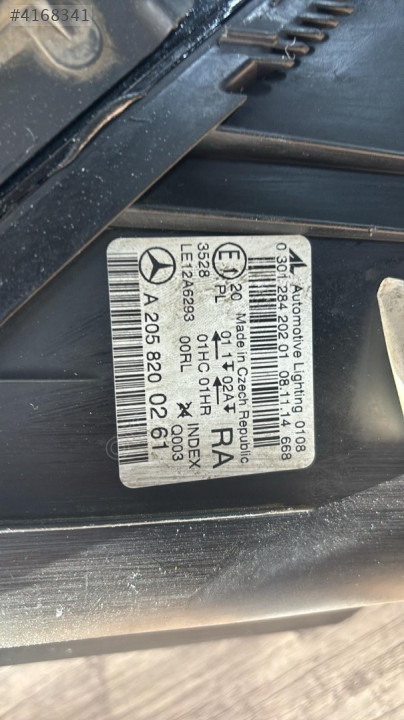 #4168341
AL Automotive Lighting 0108
0 301 284 202 01 08.11.14 668
Made in Czech Republic
E1 20 01 1 02A RA
PL 01HC 01HR
3528 INDEX
LE12A6293 00RL Q003
A 205 820 02 61